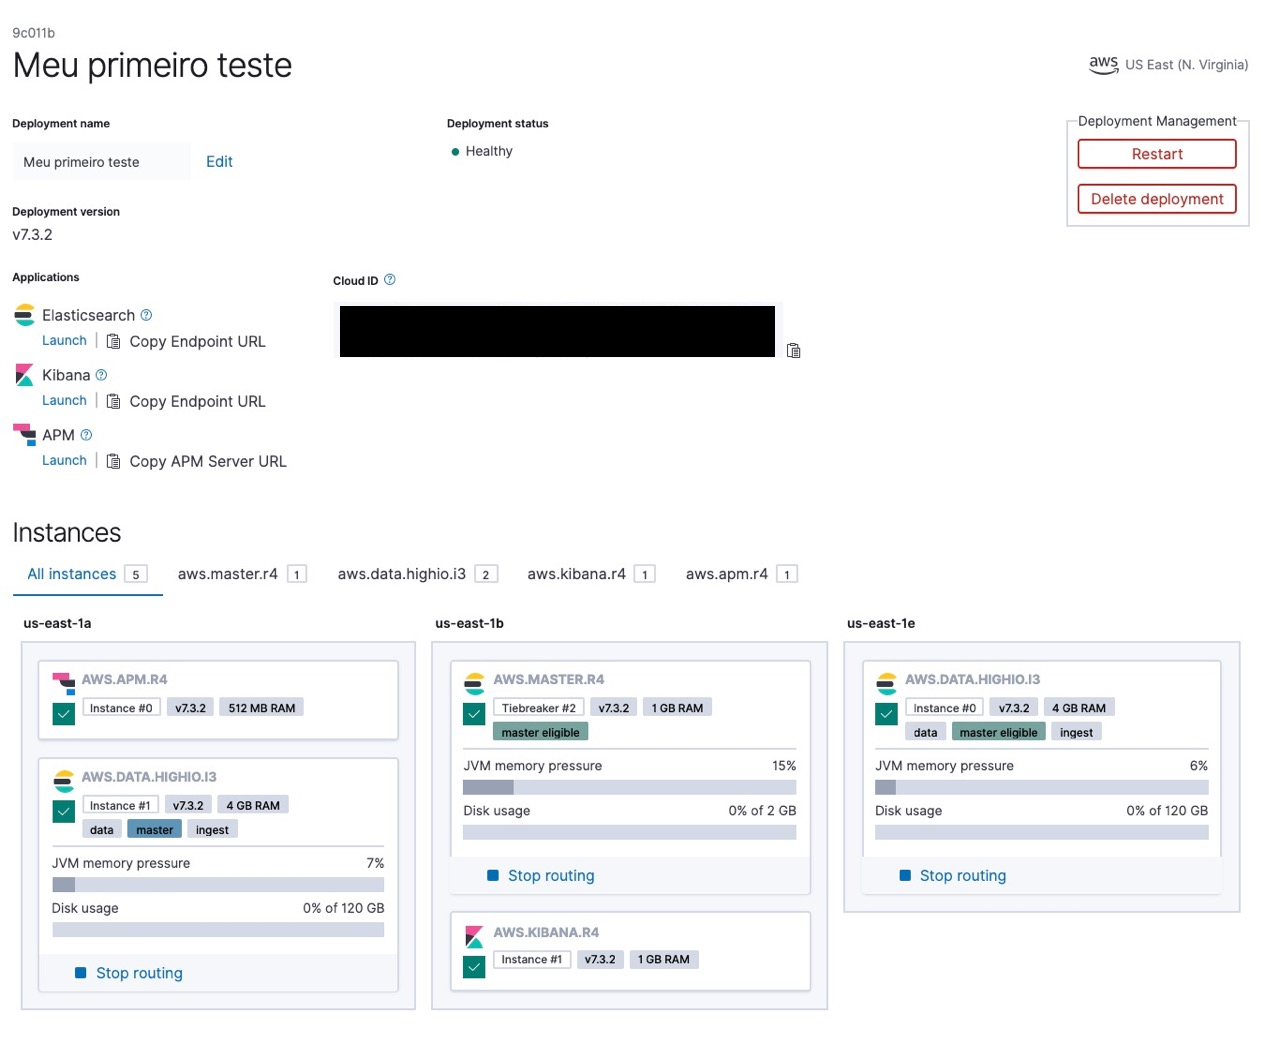 9c011b
Meu primeiro teste
aws US East (N. Virginia)
Deployment name
Meu primeiro teste Edit
Deployment status
Healthy
Deployment Management
Restart
Delete deployment
Deployment version
v7.3.2
Applications
Elasticsearch
Launch | Copy Endpoint URL
Kibana
Launch | Copy Endpoint URL
APM
Launch | Copy APM Server URL
Cloud ID
Instances
All instances 5 aws.master.r4 1 aws.data.highio.i3 2 aws.kibana.r4 1 aws.apm.r4 1
us-east-1a
AWS.APM.R4
Instance #0 v7.3.2 512 MB RAM
AWS.DATA.HIGHIO.I3
Instance #1 v7.3.2 4 GB RAM
data master ingest
JVM memory pressure 7%
Disk usage 0% of 120 GB
Stop routing
us-east-1b
AWS.MASTER.R4
Tiebreaker #2 v7.3.2 1 GB RAM
master eligible
JVM memory pressure 15%
Disk usage 0% of 2 GB
Stop routing
AWS.KIBANA.R4
Instance #1 v7.3.2 1 GB RAM
us-east-1e
AWS.DATA.HIGHIO.I3
Instance #0 v7.3.2 4 GB RAM
data master eligible ingest
JVM memory pressure 6%
Disk usage 0% of 120 GB
Stop routing